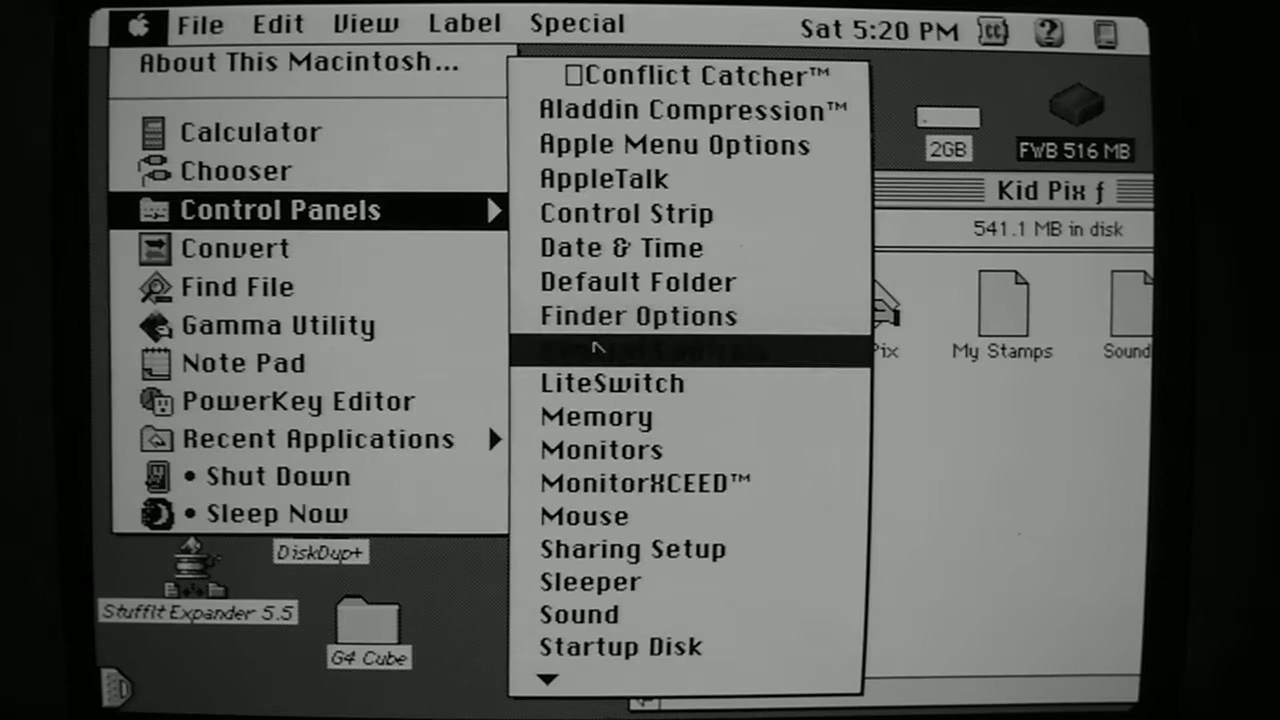 File Edit View Label Special Sat 5:20 PM
About This Macintosh...
Calculator
Chooser
Control Panels
Convert
Find File
Gamma Utility
Note Pad
PowerKey Editor
Recent Applications
• Shut Down
• Sleep Now
Conflict Catcher™
Aladdin Compression™
Apple Menu Options
AppleTalk
Control Strip
Date & Time
Default Folder
Finder Options
LiteSwitch
Memory
Monitors
MonitorXCEED™
Mouse
Sharing Setup
Sleeper
Sound
Startup Disk
2GB
FWB 516 MB
Kid Pix ƒ
541.1 MB in disk
Pix
My Stamps
Sound
DiskDup+
StuffIt Expander 5.5
G4 Cube